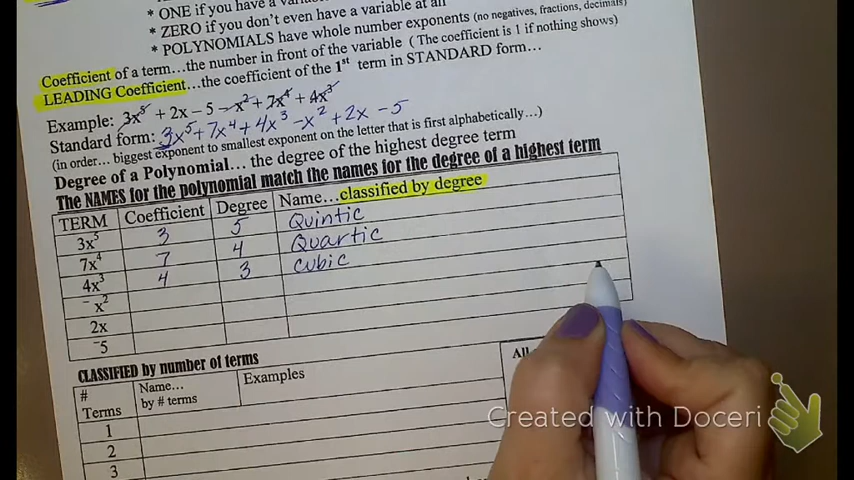 * ONE if you have a
* ZERO if you don't even have a variable at
* POLYNOMIALS have whole number exponents (no negatives, fractions, decimals)
Coefficient of a term…the number in front of the variable ( The coefficient is 1 if nothing shows)
LEADING Coefficient…the coefficient of the 1st term in STANDARD form…
Example: 3x⁵ + 2x – 5 – x² + 7x⁴ + 4x³
Standard form: 3x⁵+7x⁴+4x³-x²+2x-5
(in order… biggest exponent to smallest exponent on the letter that is first alphabetically…)
Degree of a Polynomial… the degree of the highest degree term
The NAMES for the polynomial match the names for the degree of a highest term
TERM Coefficient Degree Name…classified by degree
3x⁵ 3 5 Quintic
7x⁴ 7 4 Quartic
4x³ 4 3 Cubic
⁻x²
2x
⁻5
CLASSIFIED by number of terms
# Terms Name… by # terms Examples
All
1
2
3
Created with Doceri